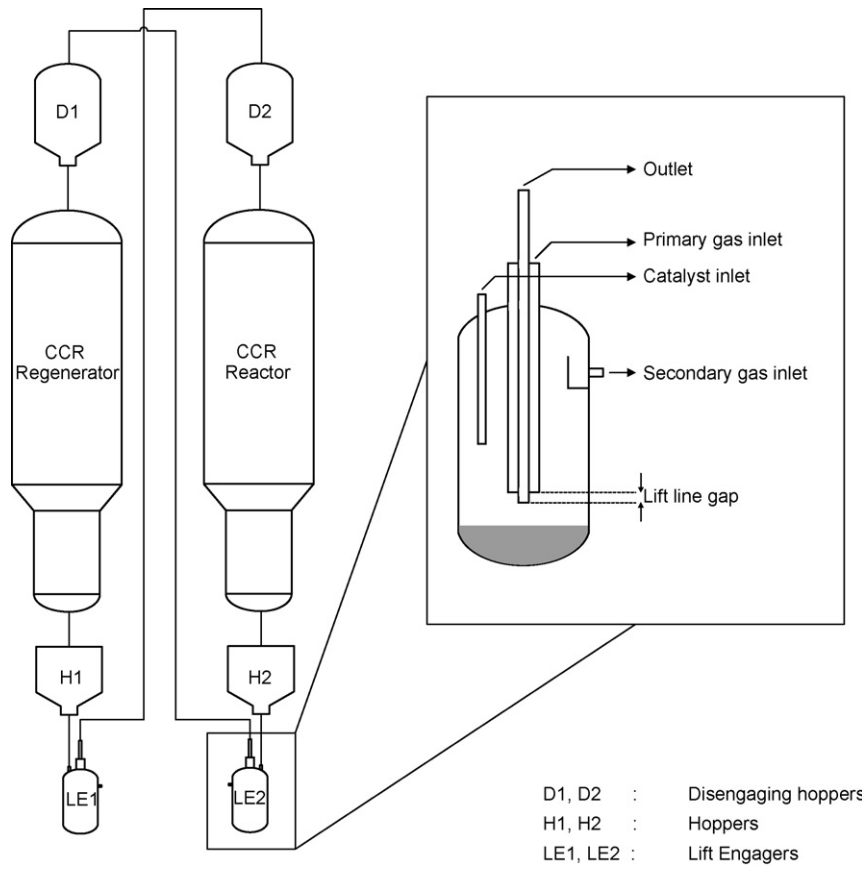 D1
D2
CCR
Regenerator
CCR
Reactor
H1
H2
LE1
LE2
Outlet
Primary gas inlet
Catalyst inlet
Secondary gas inlet
Lift line gap
D1, D2 : Disengaging hoppers
H1, H2 : Hoppers
LE1, LE2 : Lift Engagers